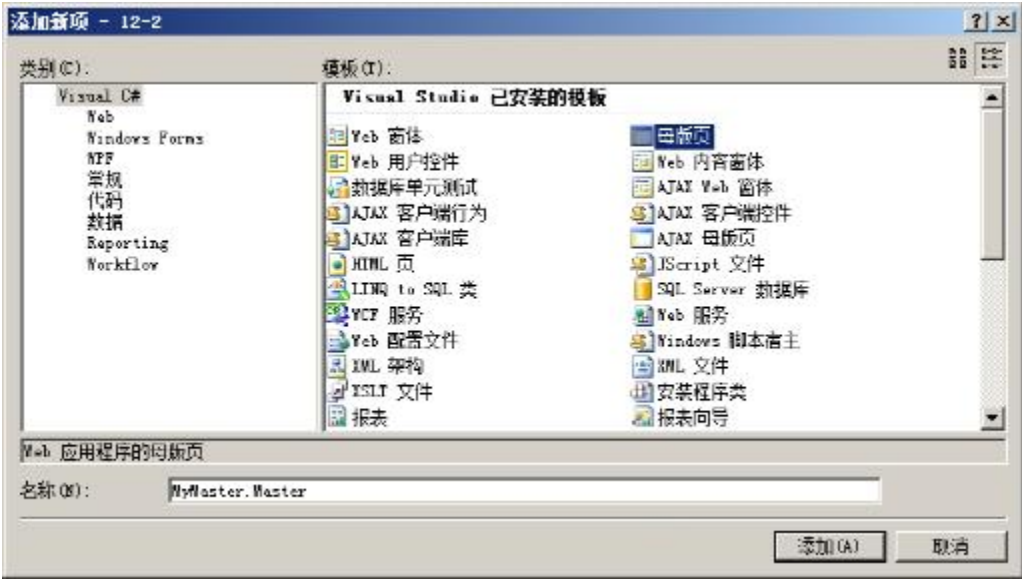 添加新项 - 12-2
类别(C):
模板(T):
Visual C#
Web
Windows Forms
WPF
常规
代码
数据
Reporting
Workflow
Visual Studio 已安装的模板
Web 窗体
母版页
Web 用户控件
Web 内容窗体
数据库单元测试
AJAX Web 窗体
AJAX 客户端行为
AJAX 客户端控件
AJAX 客户端库
AJAX 母版页
HTML 页
JScript 文件
LINQ to SQL 类
SQL Server 数据库
WCF 服务
Web 服务
Web 配置文件
Windows 脚本宿主
XML 架构
XML 文件
XSLT 文件
安装程序类
报表
报表向导
Web 应用程序的母版页
名称(N):
MyMaster.Master
添加(A)
取消